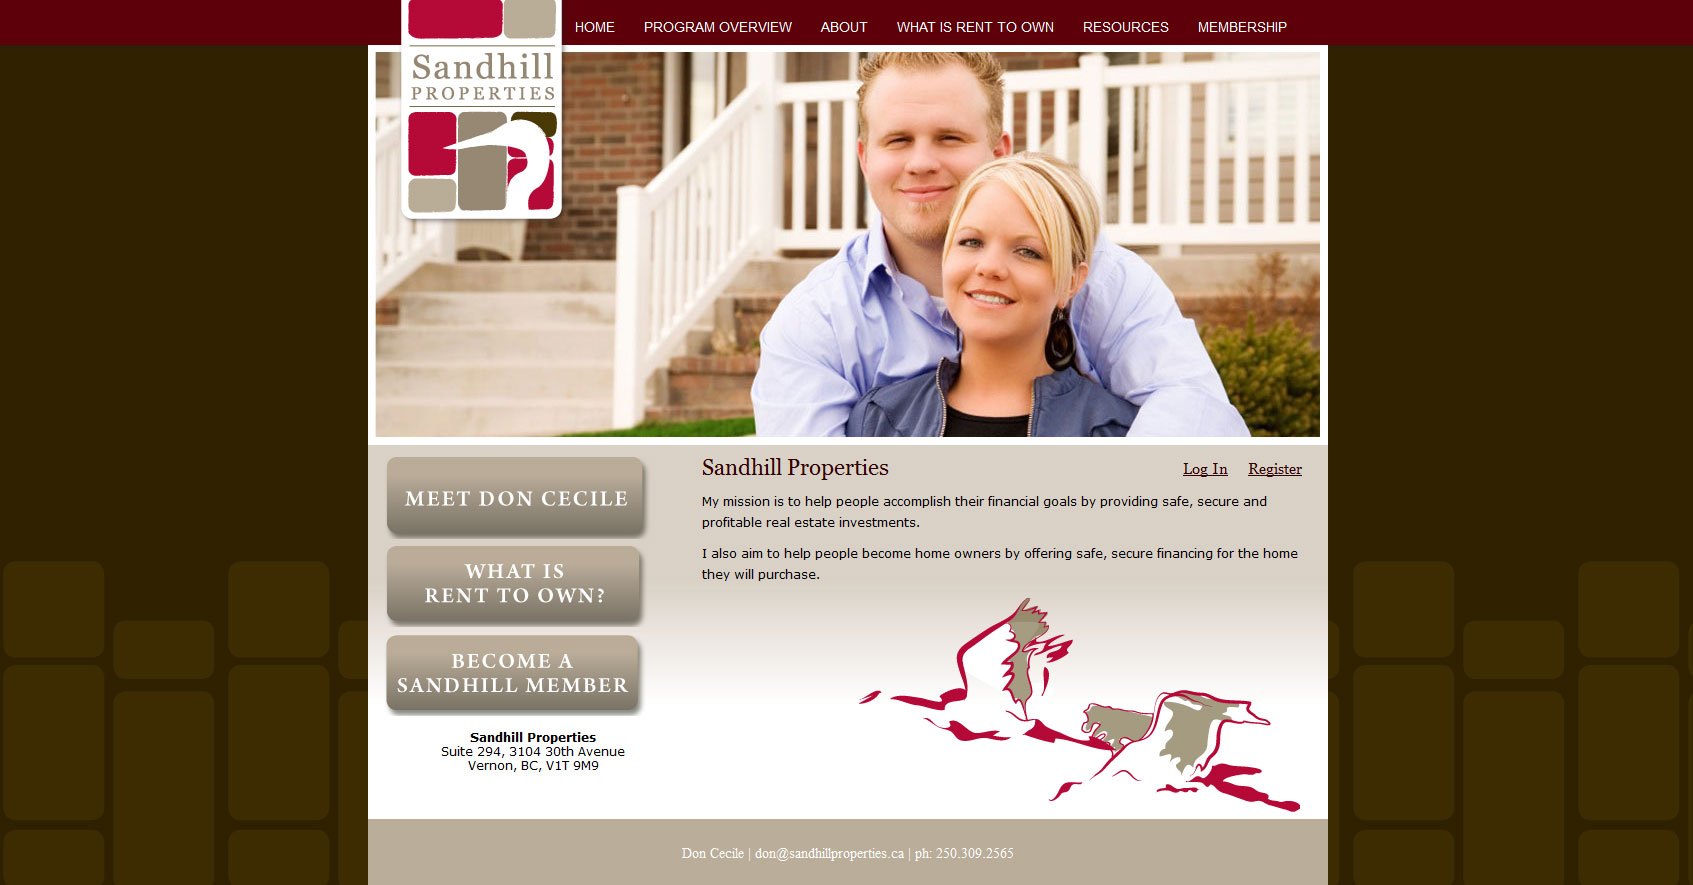 HOME PROGRAM OVERVIEW ABOUT WHAT IS RENT TO OWN RESOURCES MEMBERSHIP
Sandhill
PROPERTIES
MEET DON CECILE
WHAT IS
RENT TO OWN?
BECOME A
SANDHILL MEMBER
Sandhill Properties
Suite 294, 3104 30th Avenue
Vernon, BC, V1T 9M9
Sandhill Properties
Log In Register
My mission is to help people accomplish their financial goals by providing safe, secure and
profitable real estate investments.
I also aim to help people become home owners by offering safe, secure financing for the home
they will purchase.
Don Cecile | don@sandhillproperties.ca | ph: 250.309.2565